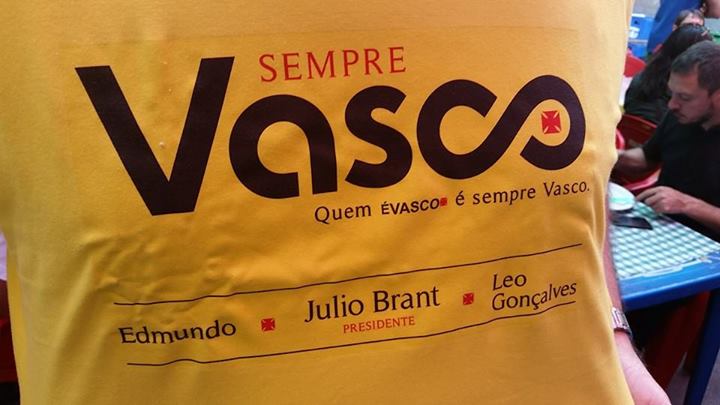 SEMPRE
Vasco
Quem ÉVASCO é sempre Vasco.
Edmundo Julio Brant Leo Gonçalves
PRESIDENTE